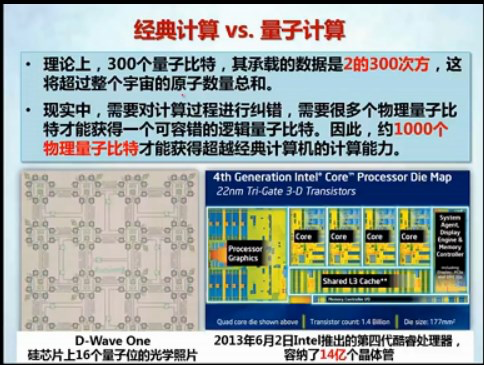 经典计算 vs. 量子计算
• 理论上，300个量子比特，其承载的数据是2的300次方，这
将超过整个宇宙的原子数量总和。
• 现实中，需要对计算过程进行纠错，需要很多个物理量子比
特才能获得一个可容错的逻辑量子比特。因此，约1000个
物理量子比特才能获得超越经典计算机的计算能力。
4th Generation Intel® Core™ Processor Die Map
22nm Tri-Gate 3-D Transistors
Processor
Graphics
Core
Core
Core
Core
System
Agent,
Display
Engine &
Memory
Controller
Shared L3 Cache**
Memory Controller I/O
Quad core die shown above
Transistor count: 1.4 Billion
Die size: 177mm²
D-Wave One
硅芯片上16个量子位的光学照片
2013年6月2日Intel推出的第四代酷睿处理器，
容纳了14亿个晶体管